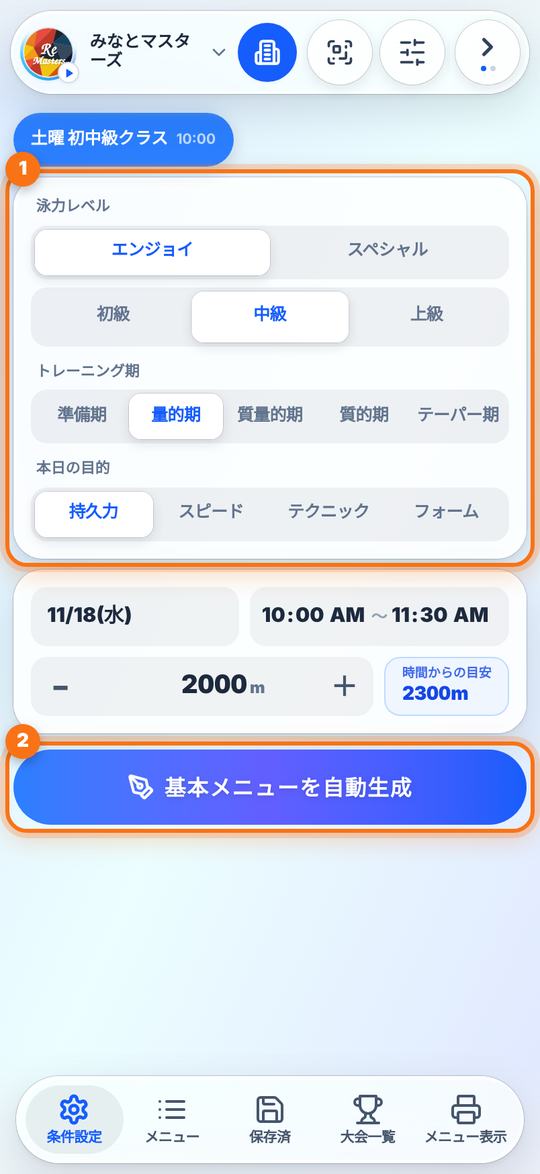 Re
Masters
みなとマスターズ
土曜 初中級クラス 10:00
1
泳力レベル
エンジョイ スペシャル
初級 中級 上級
トレーニング期
準備期 量的期 質量的期 質的期 テーパー期
本日の目的
持久力 スピード テクニック フォーム
11/18(水) 10:00 AM ～ 11:30 AM
時間からの目安
− 2000m + 2300m
2
基本メニューを自動生成
条件設定 メニュー 保存済 大会一覧 メニュー表示